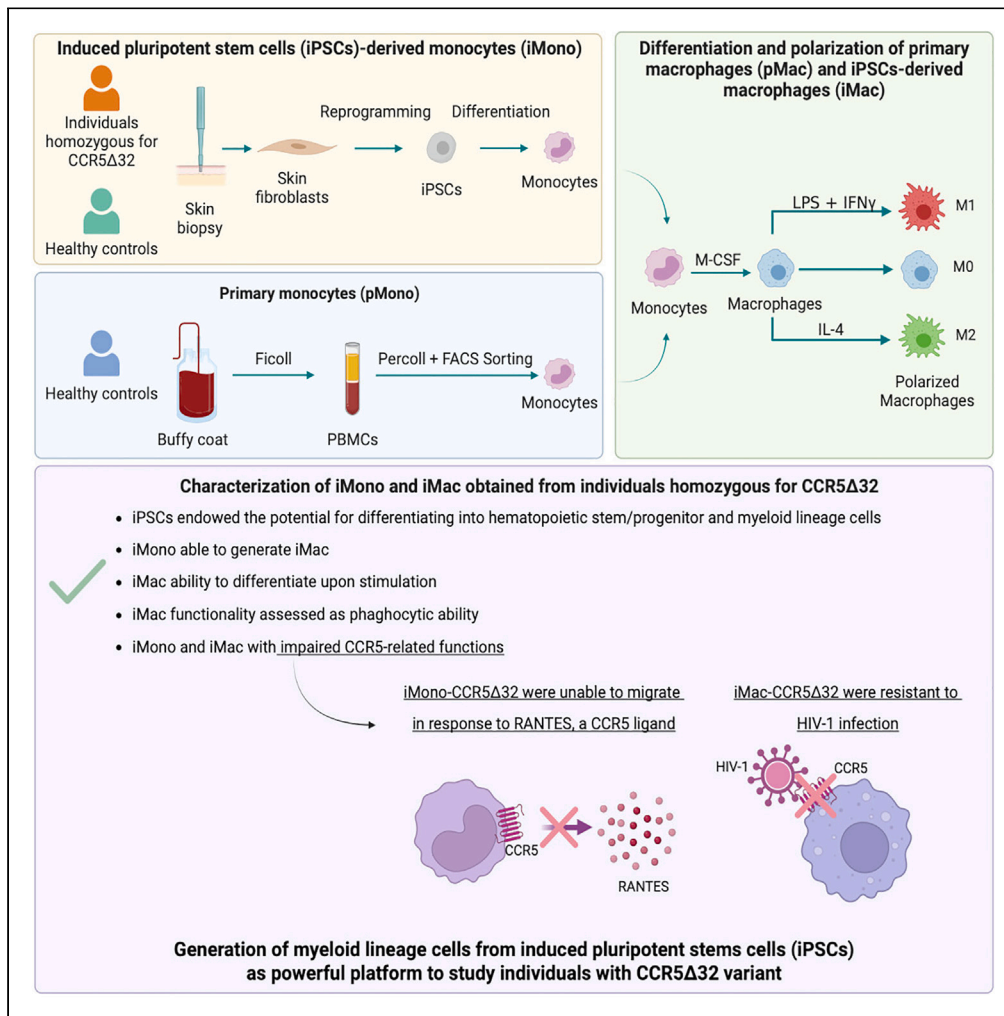 Induced pluripotent stem cells (iPSCs)-derived monocytes (iMono)
Individuals
homozygous for
CCR5Δ32
Healthy controls
Skin
biopsy
Skin
fibroblasts
Reprogramming
iPSCs
Differentiation
Monocytes
Primary monocytes (pMono)
Healthy controls
Buffy coat
Ficoll
PBMCs
Percoll + FACS Sorting
Monocytes
Differentiation and polarization of primary
macrophages (pMac) and iPSCs-derived
macrophages (iMac)
Monocytes
M-CSF
Macrophages
LPS + IFNγ
M1
M0
IL-4
M2
Polarized
Macrophages
Characterization of iMono and iMac obtained from individuals homozygous for CCR5Δ32
• iPSCs endowed the potential for differentiating into hematopoietic stem/progenitor and myeloid lineage cells
• iMono able to generate iMac
• iMac ability to differentiate upon stimulation
• iMac functionality assessed as phaghocytic ability
• iMono and iMac with impaired CCR5-related functions
iMono-CCR5Δ32 were unable to migrate
in response to RANTES, a CCR5 ligand
CCR5
RANTES
iMac-CCR5Δ32 were resistant to
HIV-1 infection
HIV-1
CCR5
Generation of myeloid lineage cells from induced pluripotent stems cells (iPSCs)
as powerful platform to study individuals with CCR5Δ32 variant